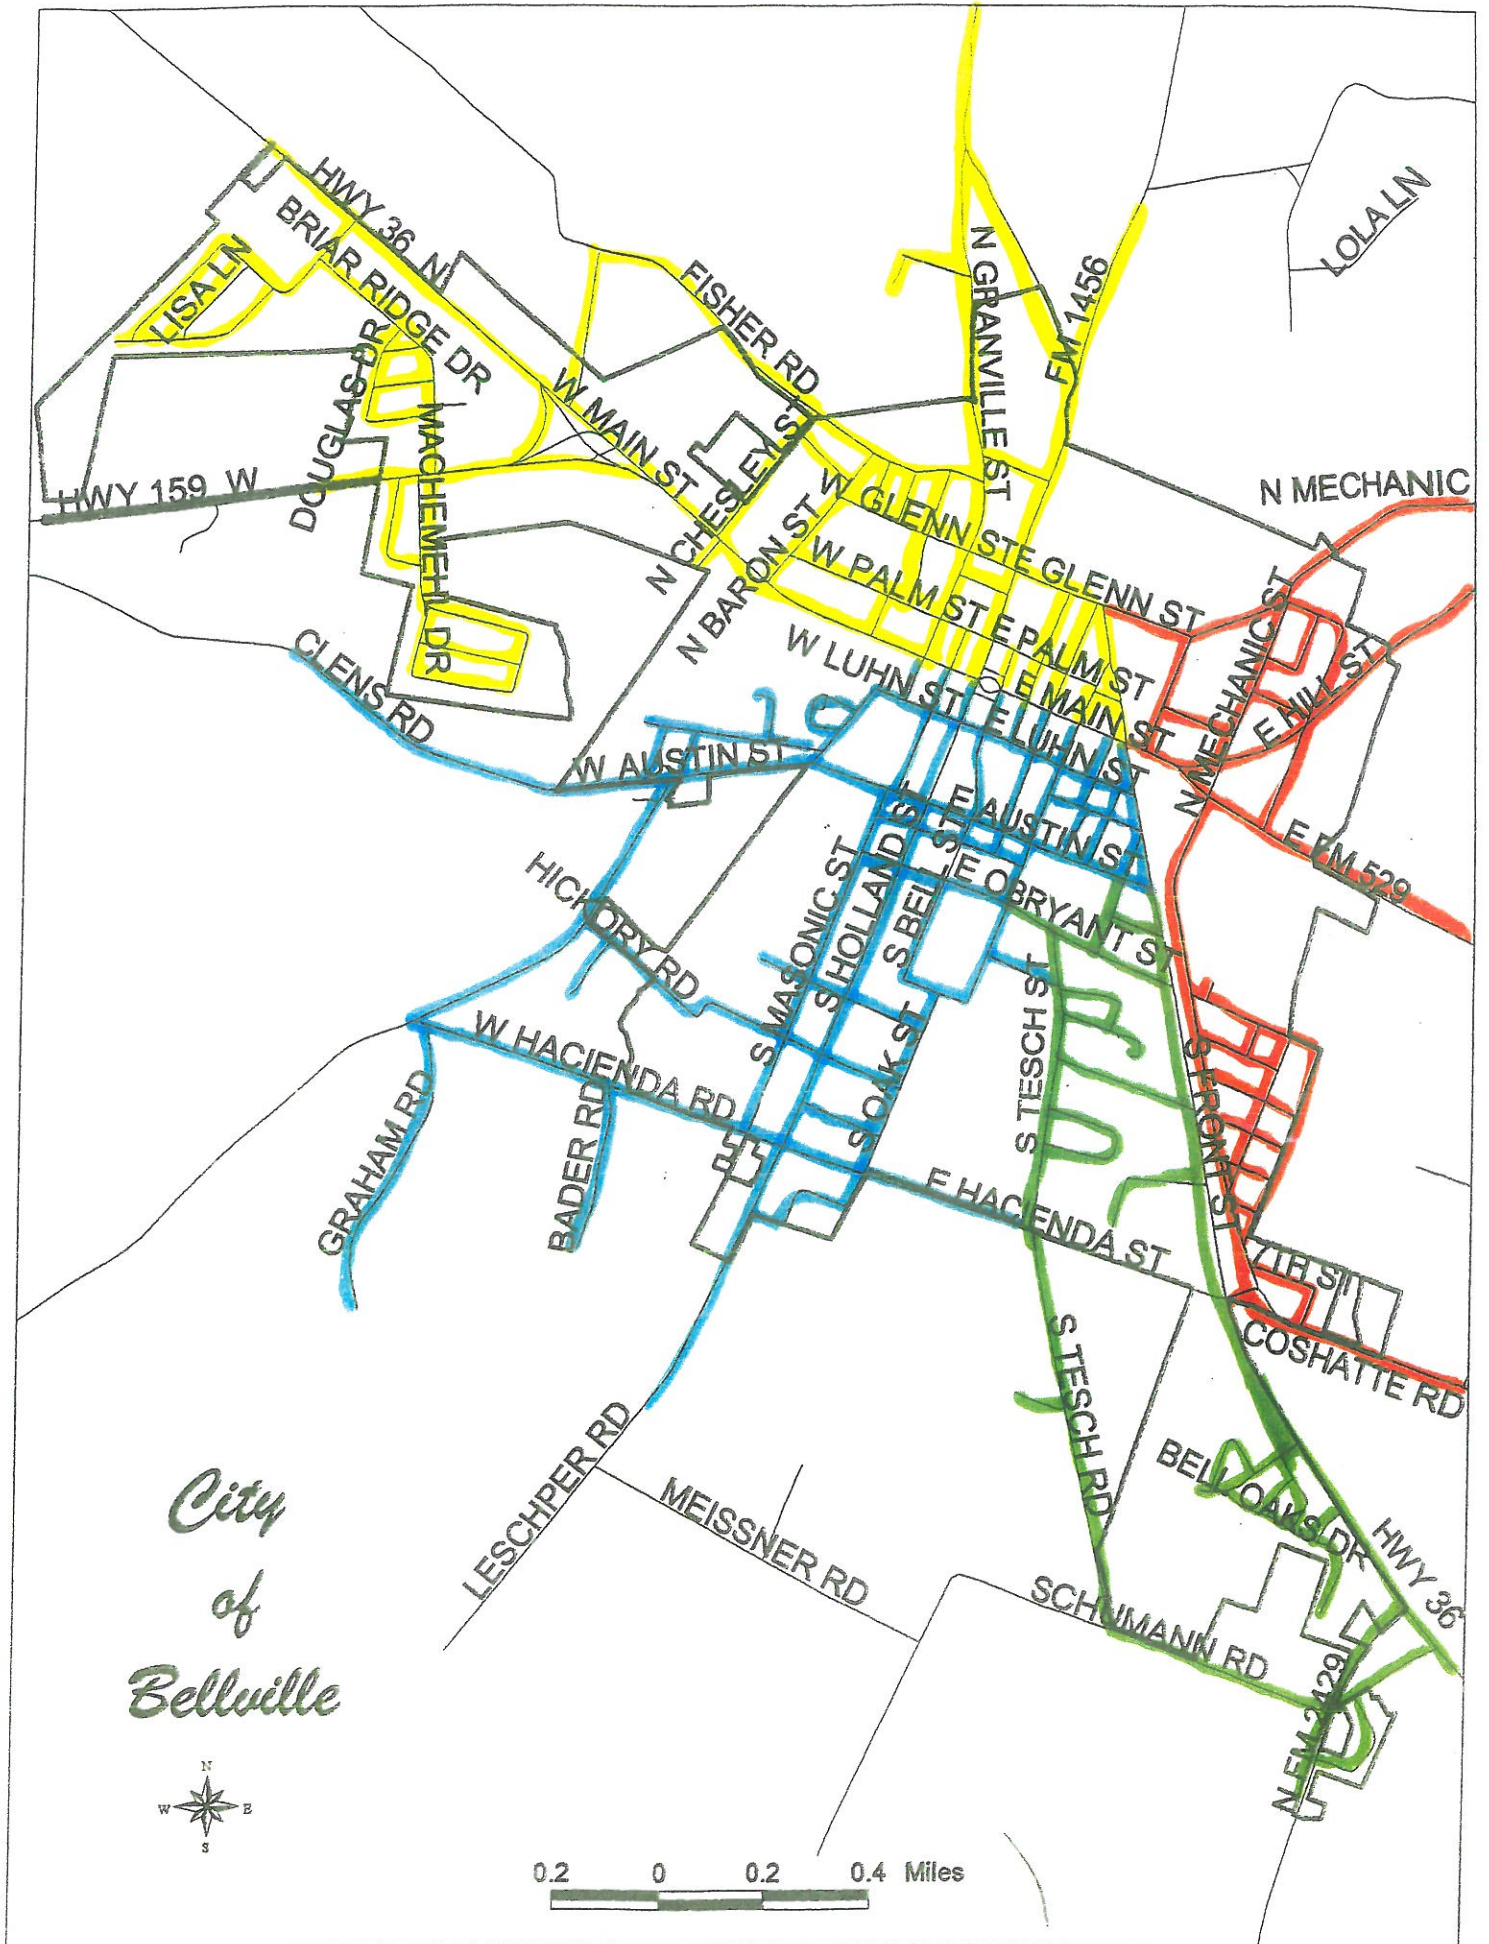 HWY 36 N
BRIAR RIDGE DR
LISA LN
DOUGLAS DR
MACHEMEHL DR
HWY 159 W
FISHER RD
W MAIN ST
N CHESLEY ST
N BARON ST
N GRANVILLE ST
FM 1456
LOLA LN
N MECHANIC
W GLENN ST
E GLENN ST
W PALM ST
E PALM ST
E MAIN ST
N MECHANIC ST
E HILL ST
E FM 529
CLENS RD
W LUHN ST
E LUHN ST
W AUSTIN ST
E AUSTIN ST
HICKORY RD
S MASONIC ST
S HOLLAND ST
S BELL ST
E OBRYANT ST
S OAK ST
S TESCH ST
S FRONT ST
W HACIENDA RD
E HACIENDA ST
GRAHAM RD
BADER RD
7TH ST
COSHATTE RD
S TESCH RD
BELL OAKS DR
HWY 36
LESCHPER RD
MEISSNER RD
SCHUMANN RD
N FM 2429
City
of
Bellville
N
W E
S
0.2 0 0.2 0.4 Miles